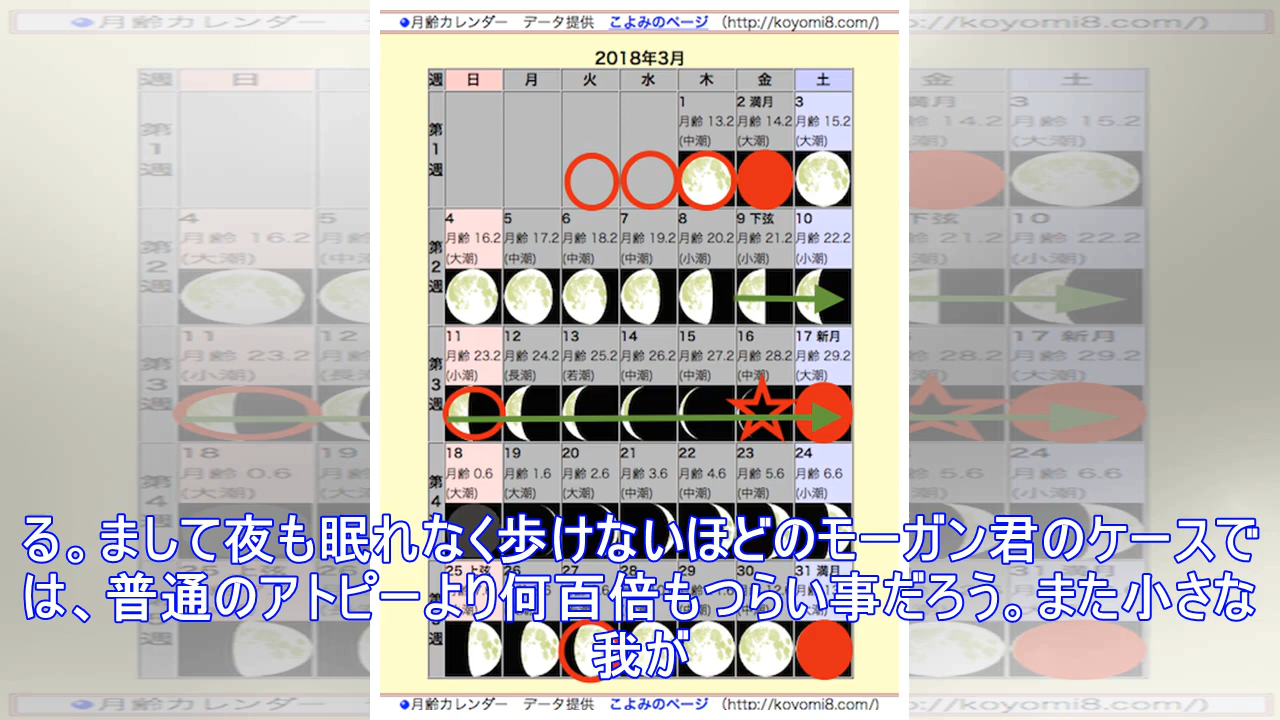 月齢カレンダー データ提供 こよみのページ (http://koyomi8.com/)
2018年3月
週 日 月 火 水 木 金 土
第1週
1 2 満月 3
月齢 13.2 月齢 14.2 月齢 15.2
(中潮) (大潮) (大潮)
第2週
4 5 6 7 8 9 下弦 10
月齢 16.2 月齢 17.2 月齢 18.2 月齢 19.2 月齢 20.2 月齢 21.2 月齢 22.2
(大潮) (中潮) (中潮) (中潮) (小潮) (小潮) (小潮)
第3週
11 12 13 14 15 16 17 新月
月齢 23.2 月齢 24.2 月齢 25.2 月齢 26.2 月齢 27.2 月齢 28.2 月齢 29.2
(小潮) (長潮) (若潮) (中潮) (中潮) (中潮) (大潮)
第4
18 19 20 21 22 23 24
月齢 0.6 月齢 1.6 月齢 2.6 月齢 3.6 月齢 4.6 月齢 5.6 月齢 6.6
(大潮) (大潮) (大潮) (中潮) (中潮) (中潮) (小潮)
る。まして夜も眠れなく歩けないほどのモーガン君のケースで
は、普通のアトピーより何百倍もつらい事だろう。また小さな
我が
25 上弦 26 27 28 29 30 31 満月
週
月齢カレンダー データ提供 こよみのページ (http://koyomi8.com/)